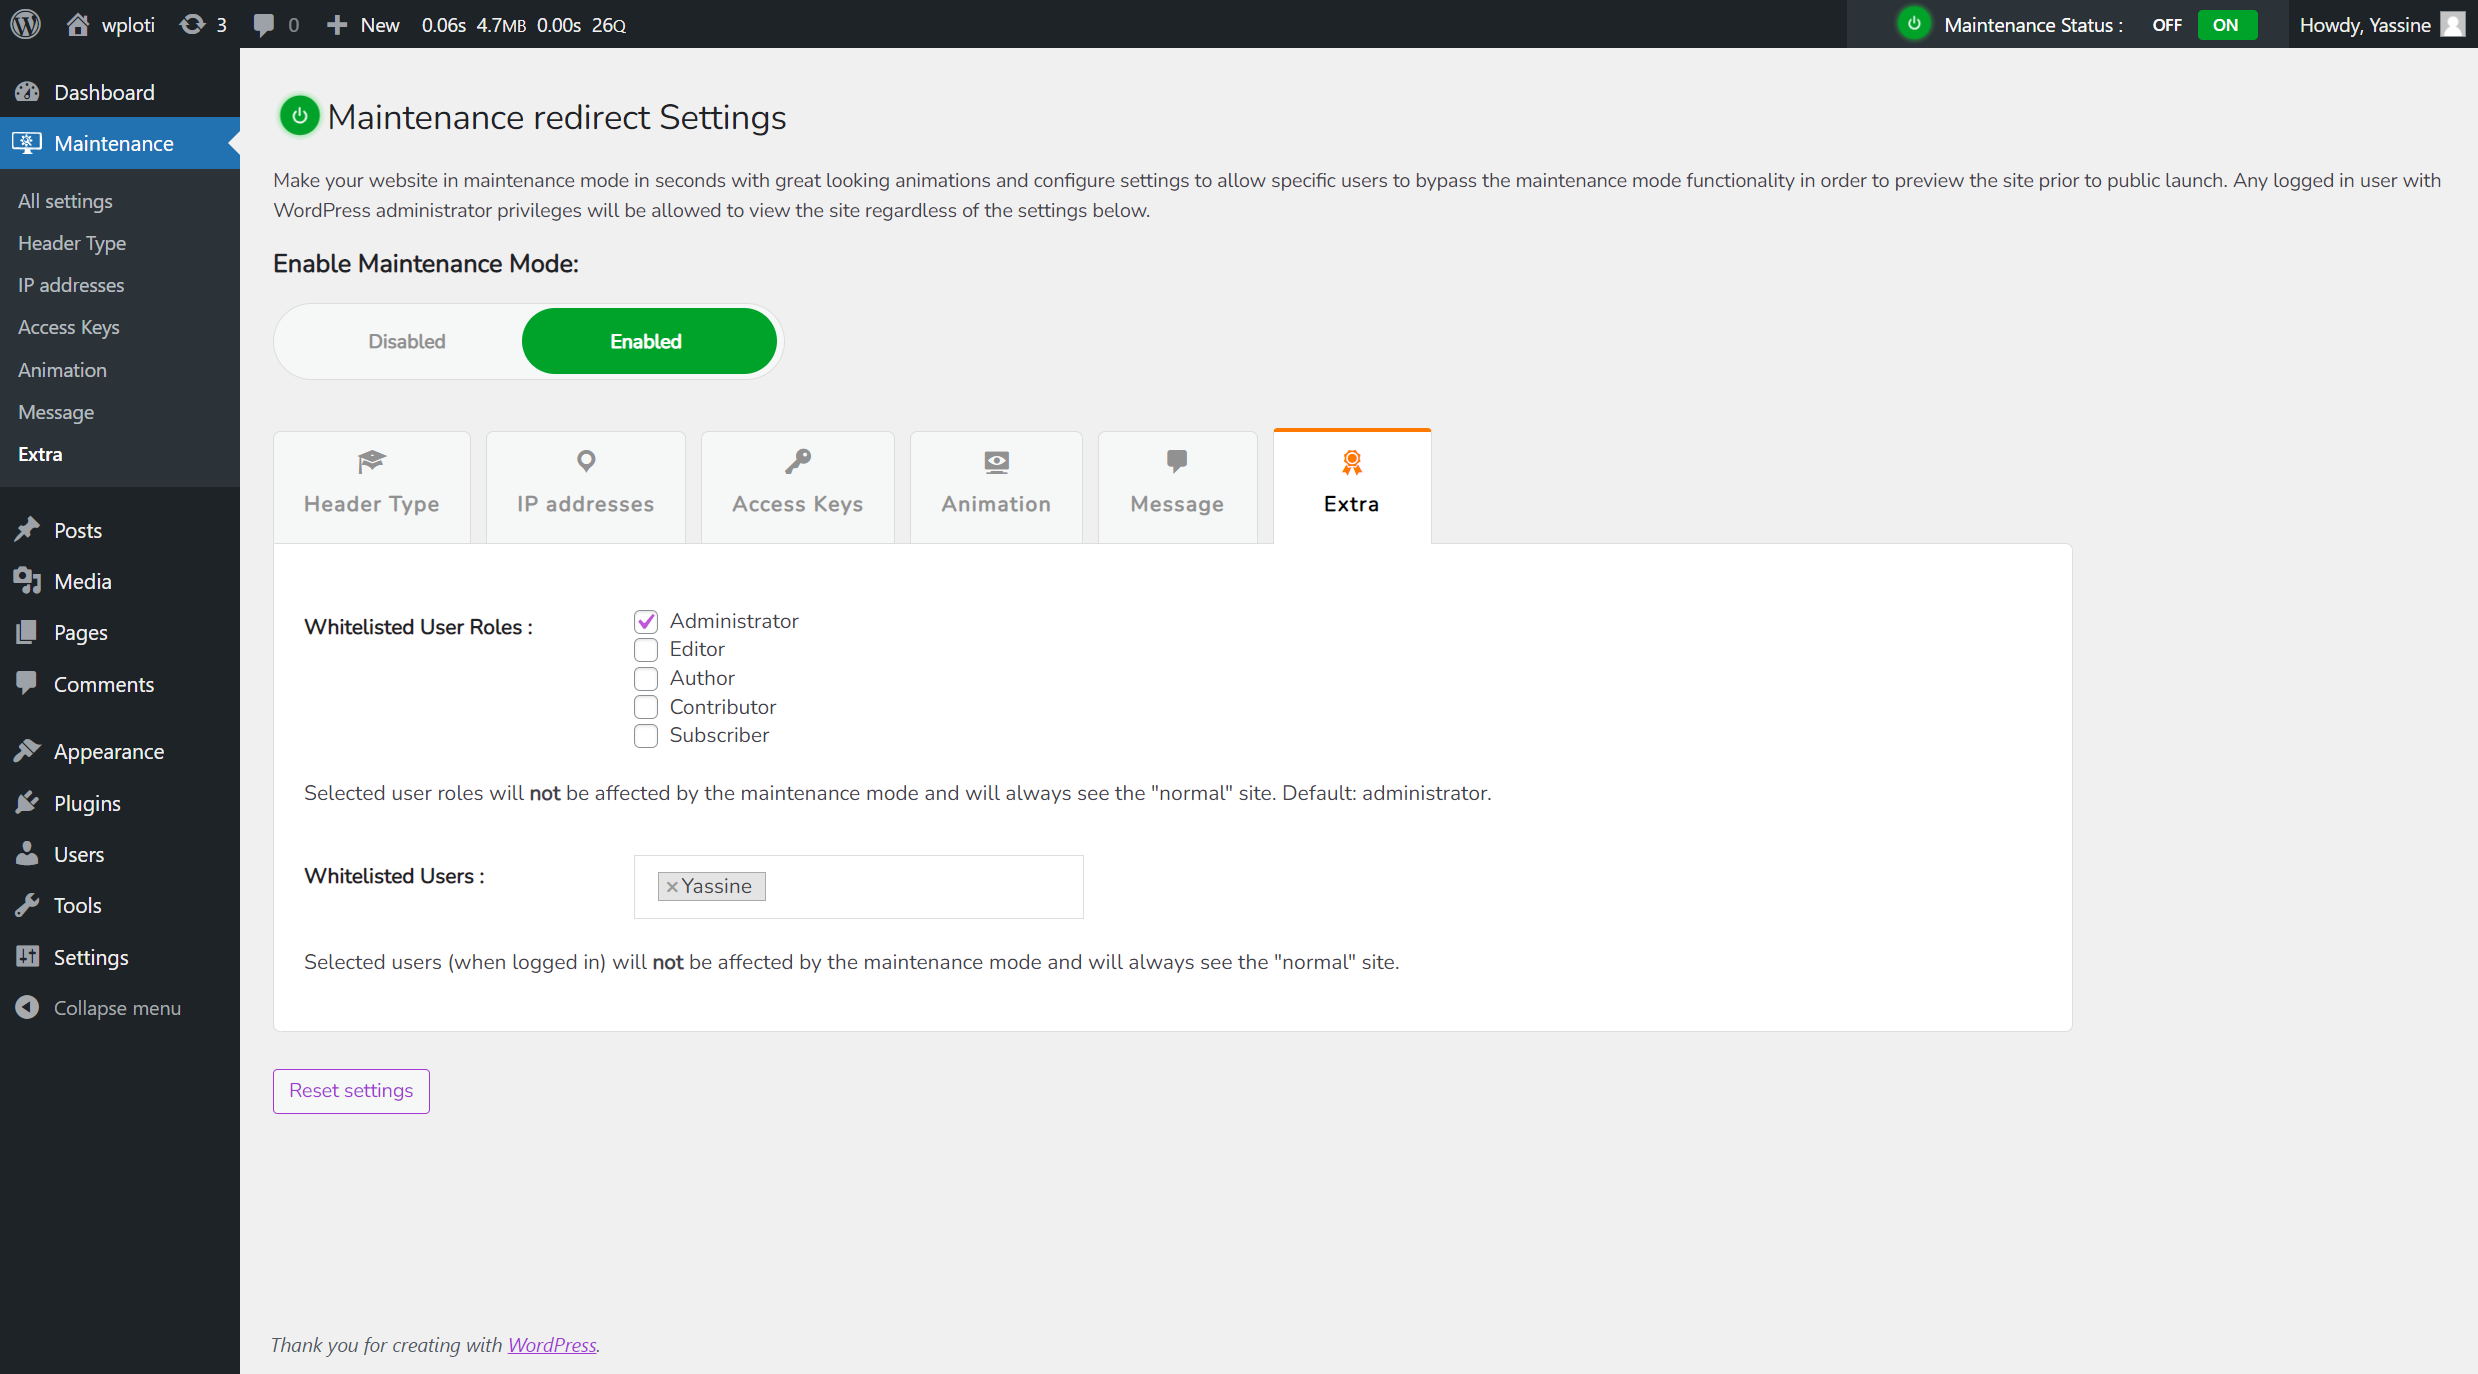 wploti 3 0 New 0.06s 4.7MB 0.00s 26Q Maintenance Status : OFF ON Howdy, Yassine
Dashboard
Maintenance
All settings
Header Type
IP addresses
Access Keys
Animation
Message
Extra
Posts
Media
Pages
Comments
Appearance
Plugins
Users
Tools
Settings
Collapse menu
Maintenance redirect Settings
Make your website in maintenance mode in seconds with great looking animations and configure settings to allow specific users to bypass the maintenance mode functionality in order to preview the site prior to public launch. Any logged in user with
WordPress administrator privileges will be allowed to view the site regardless of the settings below.
Enable Maintenance Mode:
Disabled Enabled
Header Type IP addresses Access Keys Animation Message Extra
Whitelisted User Roles :
Administrator
Editor
Author
Contributor
Subscriber
Selected user roles will not be affected by the maintenance mode and will always see the "normal" site. Default: administrator.
Whitelisted Users : ×Yassine
Selected users (when logged in) will not be affected by the maintenance mode and will always see the "normal" site.
Reset settings
Thank you for creating with WordPress.